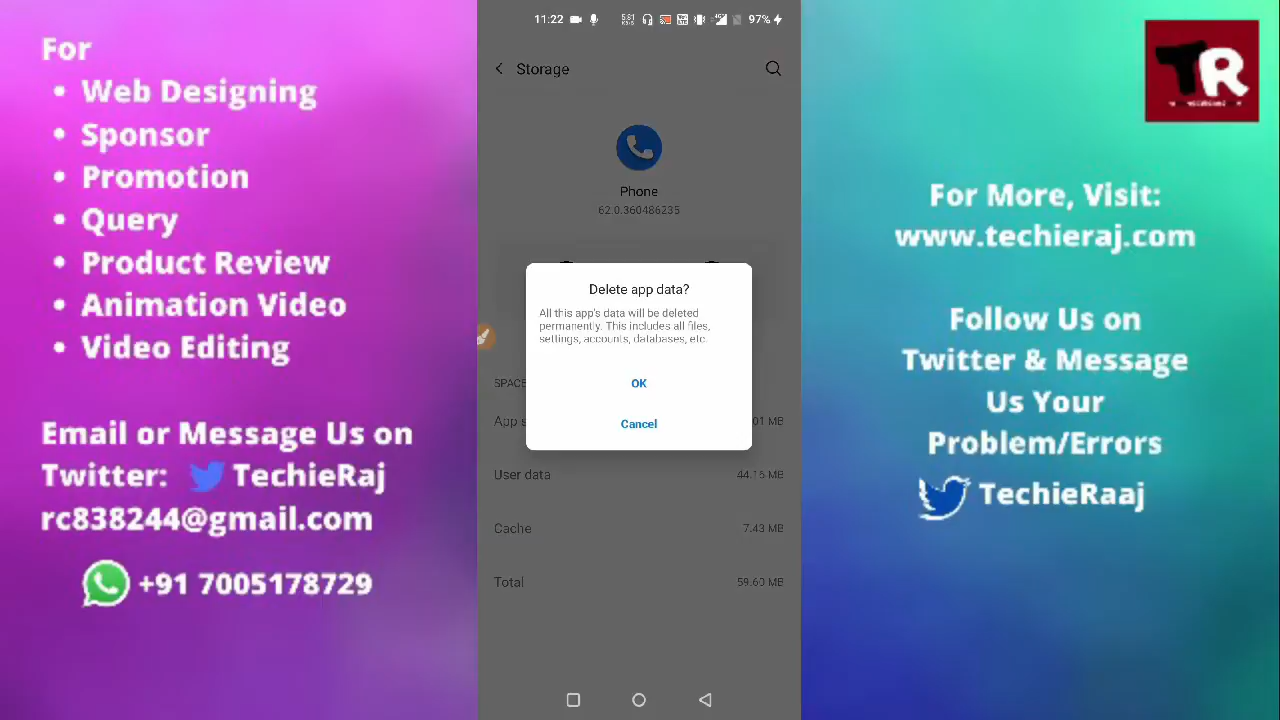 For
• Web Designing
• Sponsor
• Promotion
• Query
• Product Review
• Animation Video
• Video Editing
Email or Message Us on
Twitter: TechieRaj
rc838244@gmail.com
+91 7005178729
11:22
97%
Storage
Phone
62.0.360486235
Delete app data?
All this app's data will be deleted
permanently. This includes all files,
settings, accounts, databases, etc.
OK
Cancel
SPACE
App s 01 MB
User data 44.15 MB
Cache 7.43 MB
Total 59.60 MB
TR
For More, Visit:
www.techieraj.com
Follow Us on
Twitter & Message
Us Your
Problem/Errors
TechieRaaj